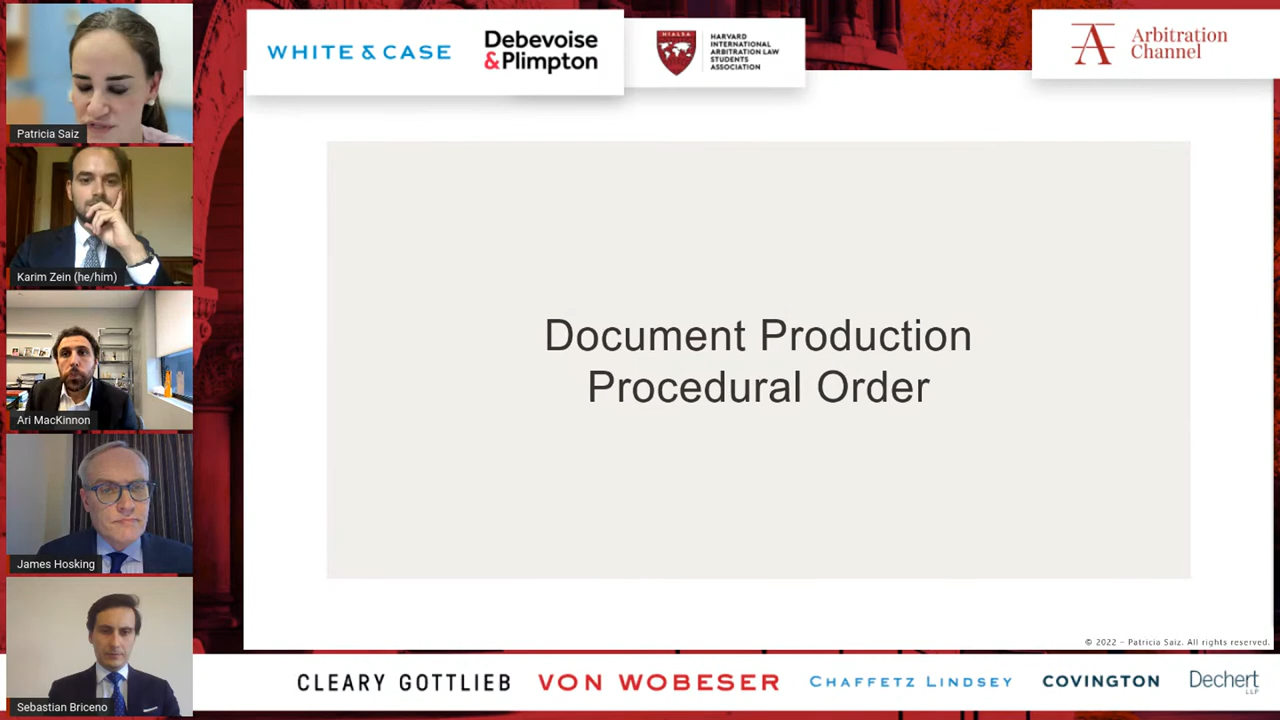 WHITE & CASE
Debevoise
&Plimpton
HIALSA
HARVARD
INTERNATIONAL
ARBITRATION LAW
STUDENTS
ASSOCIATION
Arbitration
Channel
Patricia Saiz
Karim Zein (he/him)
Ari MacKinnon
James Hosking
Sebastian Briceno
Document Production
Procedural Order
© 2022 – Patricia Saiz. All rights reserved.
CLEARY GOTTLIEB
VON WOBESER
CHAFFETZ LINDSEY
COVINGTON
Dechert
LLP